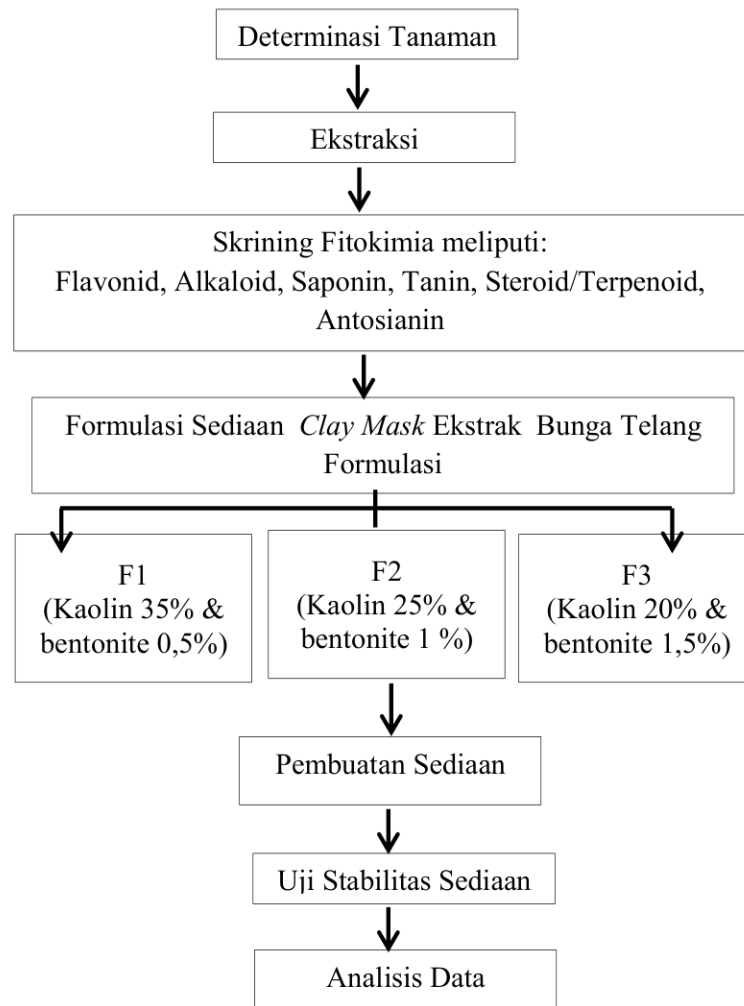 Determinasi Tanaman
Ekstraksi
Skrining Fitokimia meliputi:
Flavonid, Alkaloid, Saponin, Tanin, Steroid/Terpenoid,
Antosianin
Formulasi Sediaan Clay Mask Ekstrak Bunga Telang
Formulasi
F1
(Kaolin 35% &
bentonite 0,5%)
F2
(Kaolin 25% &
bentonite 1 %)
F3
(Kaolin 20% &
bentonite 1,5%)
Pembuatan Sediaan
Uji Stabilitas Sediaan
Analisis Data